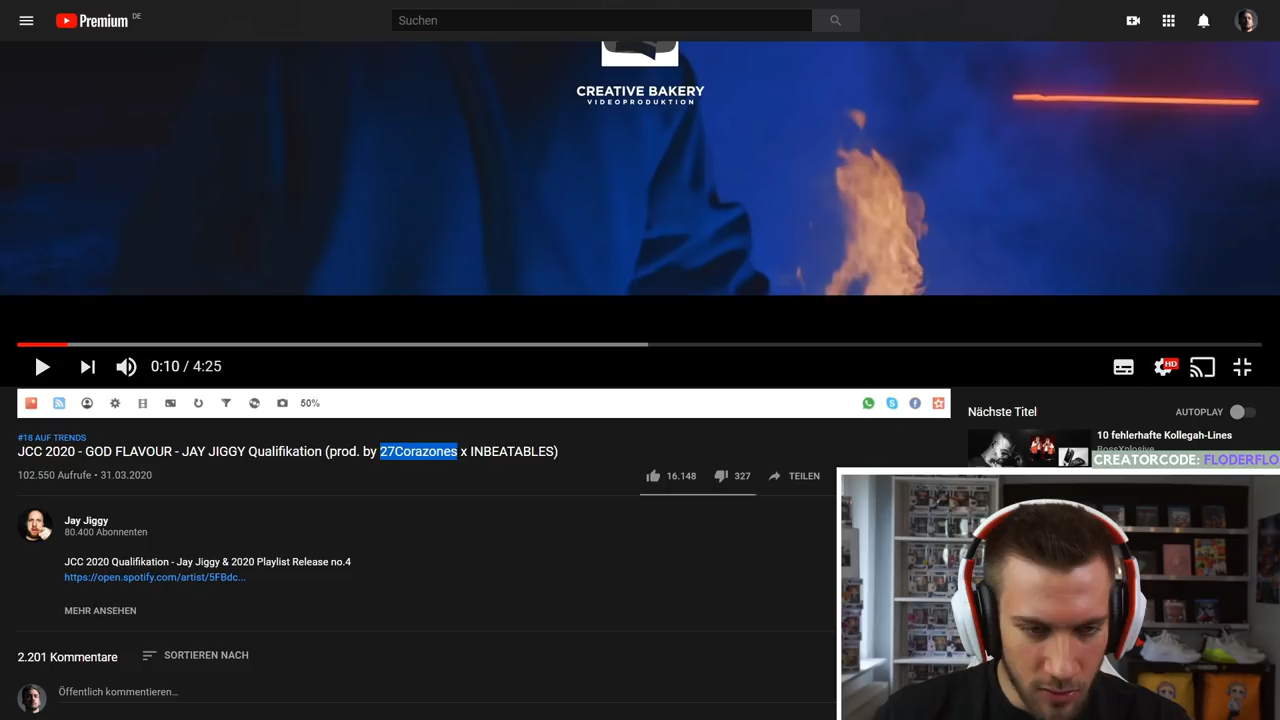 Premium DE
Suchen
CREATIVE BAKERY
VIDEOPRODUKTION
0:10 / 4:25
HD
50%
Nächste Titel
AUTOPLAY
#18 AUF TRENDS
JCC 2020 - GOD FLAVOUR - JAY JIGGY Qualifikation (prod. by 27Corazones x INBEATABLES)
10 fehlerhafte Kollegah-Lines
BossXplosive
CREATORCODE: FLODERFLO
102.550 Aufrufe • 31.03.2020
16.148
327
TEILEN
Jay Jiggy
80.400 Abonnenten
JCC 2020 Qualifikation - Jay Jiggy & 2020 Playlist Release no.4
https://open.spotify.com/artist/5FBdc...
MEHR ANSEHEN
2.201 Kommentare
SORTIEREN NACH
Öffentlich kommentieren...